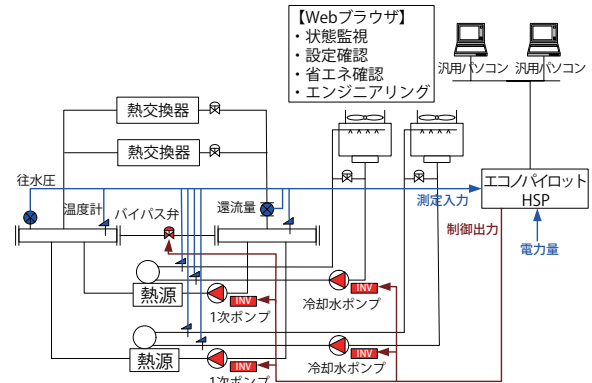 【Webブラウザ】
・状態監視
・設定確認
・省エネ確認
・エンジニアリング
汎用パソコン
汎用パソコン
熱交換器
熱交換器
往水圧
温度計
バイパス弁
還流量
測定入力
エコノパイロット
HSP
制御出力
電力量
熱源
INV
1次ポンプ
INV
冷却水ポンプ
熱源
INV
1次ポンプ
INV
冷却水ポンプ